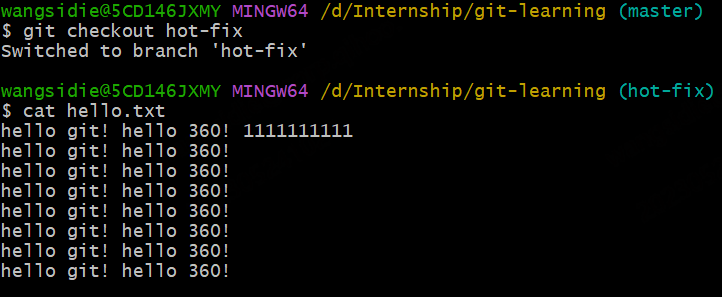 wangsidie@5CD146JXMY MINGW64 /d/Internship/git-learning (master)
$ git checkout hot-fix
Switched to branch 'hot-fix'
wangsidie@5CD146JXMY MINGW64 /d/Internship/git-learning (hot-fix)
$ cat hello.txt
hello git! hello 360! 1111111111
hello git! hello 360!
hello git! hello 360!
hello git! hello 360!
hello git! hello 360!
hello git! hello 360!
hello git! hello 360!
hello git! hello 360!